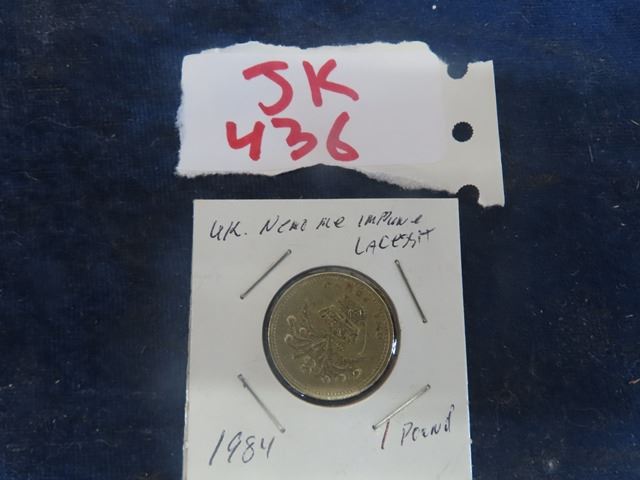 JK
436
UK. Nemo me impune
LACESSIT
1984
1 Pound